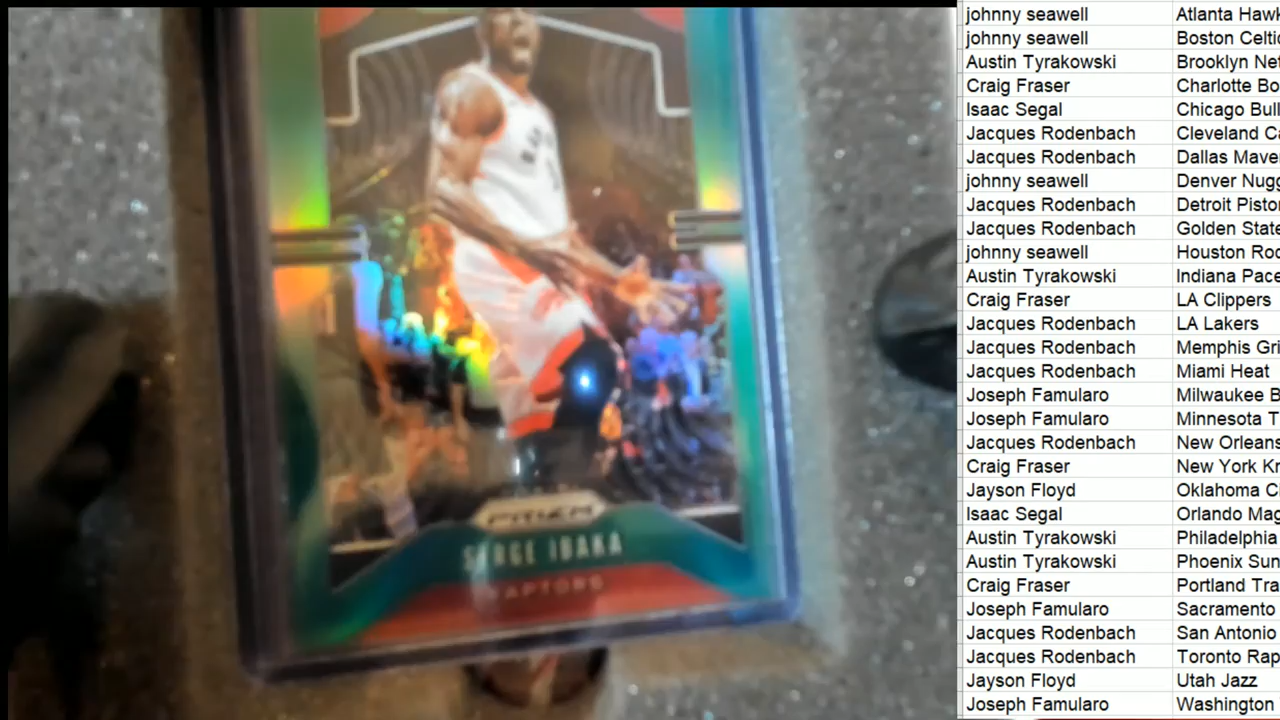 PRIZM
SERGE IBAKA
RAPTORS
johnny seawell Atlanta Hawk
johnny seawell Boston Celtic
Austin Tyrakowski Brooklyn Net
Craig Fraser Charlotte Bo
Isaac Segal Chicago Bull
Jacques Rodenbach Cleveland Ca
Jacques Rodenbach Dallas Maver
johnny seawell Denver Nugg
Jacques Rodenbach Detroit Piston
Jacques Rodenbach Golden State
johnny seawell Houston Roc
Austin Tyrakowski Indiana Pace
Craig Fraser LA Clippers
Jacques Rodenbach LA Lakers
Jacques Rodenbach Memphis Gri
Jacques Rodenbach Miami Heat
Joseph Famularo Milwaukee B
Joseph Famularo Minnesota T
Jacques Rodenbach New Orleans
Craig Fraser New York Kn
Jayson Floyd Oklahoma Ci
Isaac Segal Orlando Mag
Austin Tyrakowski Philadelphia
Austin Tyrakowski Phoenix Sun
Craig Fraser Portland Tra
Joseph Famularo Sacramento
Jacques Rodenbach San Antonio
Jacques Rodenbach Toronto Rap
Jayson Floyd Utah Jazz
Joseph Famularo Washington